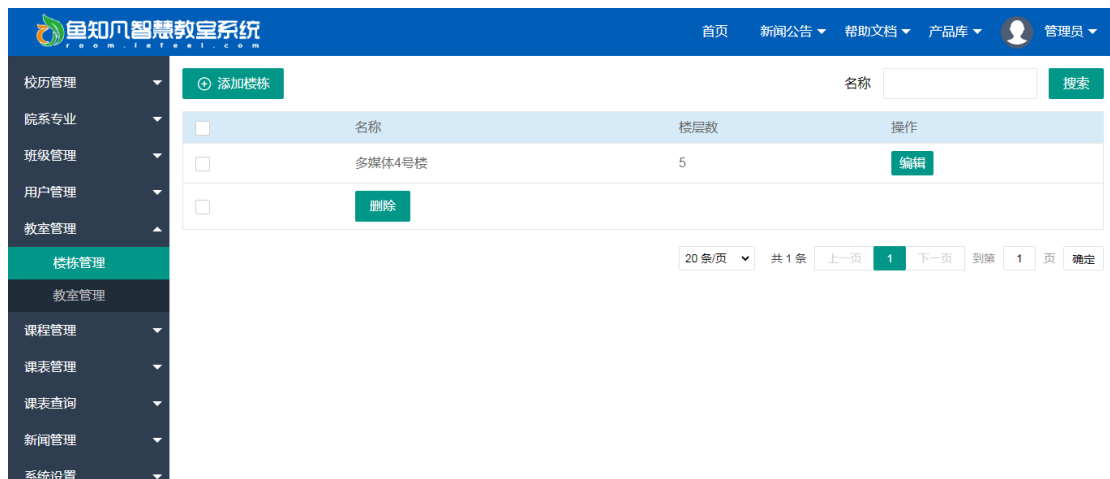 鱼知凡智慧教室系统
room.lefeel.com
首页 新闻公告 帮助文档 产品库 管理员
校历管理
院系专业
班级管理
用户管理
教室管理
楼栋管理
教室管理
课程管理
课表管理
课表查询
新闻管理
系统设置
添加楼栋 名称 搜索
名称 楼层数 操作
多媒体4号楼 5 编辑
删除
20 条/页 共 1 条 上一页 1 下一页 到第 1 页 确定